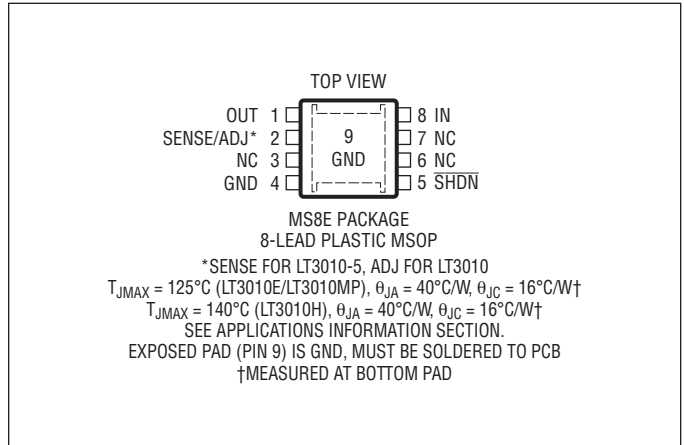 TOP VIEW
OUT 1 8 IN
SENSE/ADJ* 2 9 7 NC
NC 3 GND 6 NC
GND 4 5 SHDN
MS8E PACKAGE
8-LEAD PLASTIC MSOP
*SENSE FOR LT3010-5, ADJ FOR LT3010
TJMAX = 125°C (LT3010E/LT3010MP), θJA = 40°C/W, θJC = 16°C/W†
TJMAX = 140°C (LT3010H), θJA = 40°C/W, θJC = 16°C/W†
SEE APPLICATIONS INFORMATION SECTION.
EXPOSED PAD (PIN 9) IS GND, MUST BE SOLDERED TO PCB
†MEASURED AT BOTTOM PAD